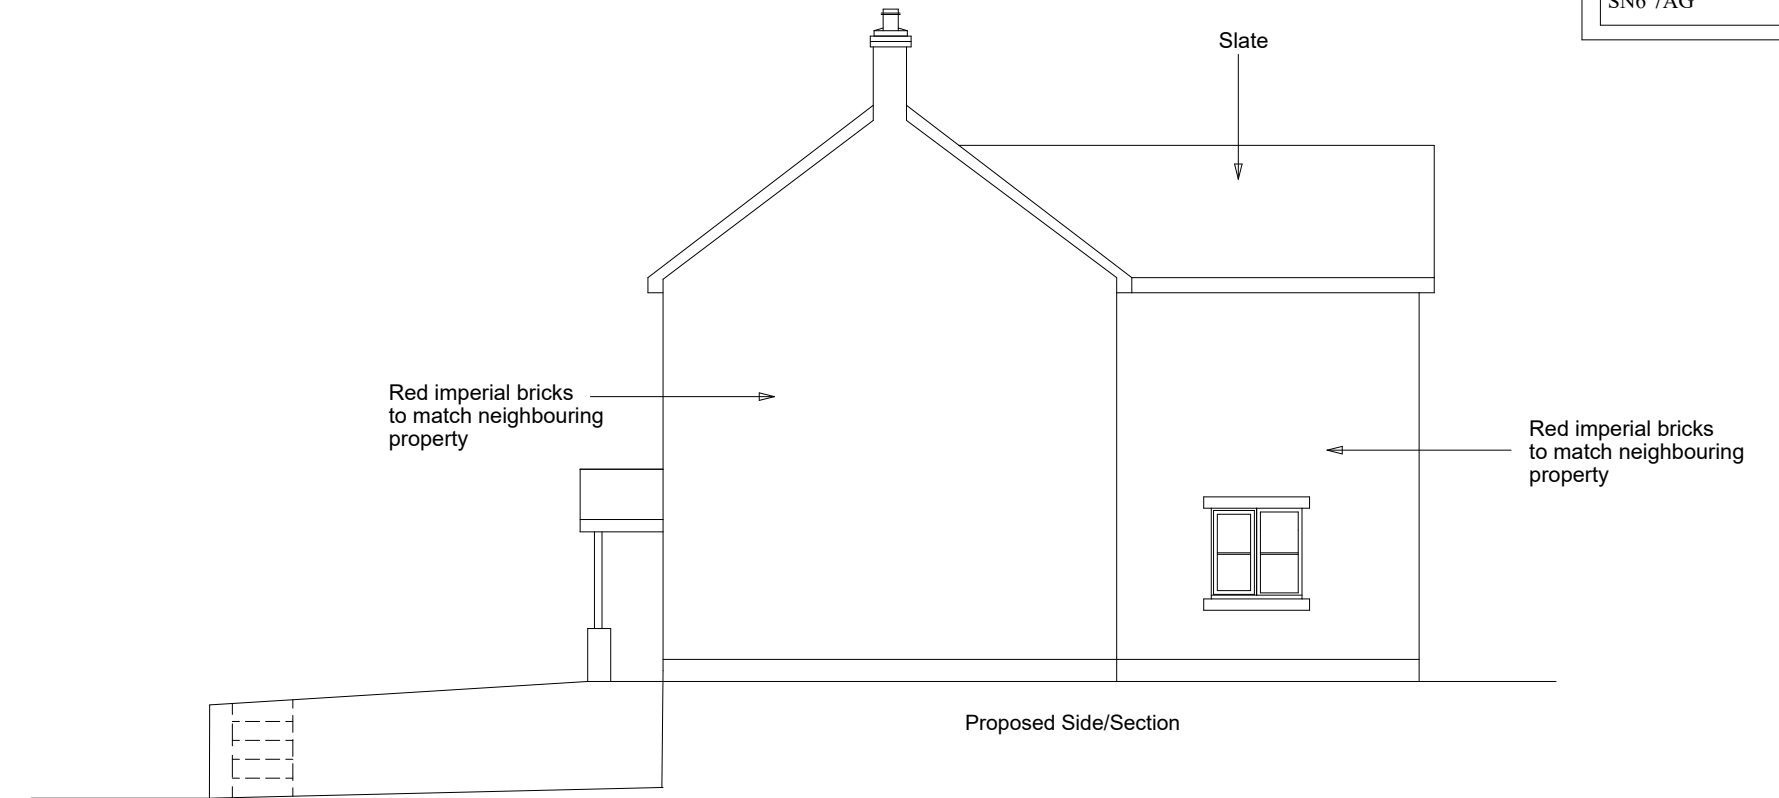 SN6 7AG
Slate
Red imperial bricks
to match neighbouring
property
Red imperial bricks
to match neighbouring
property
Proposed Side/Section